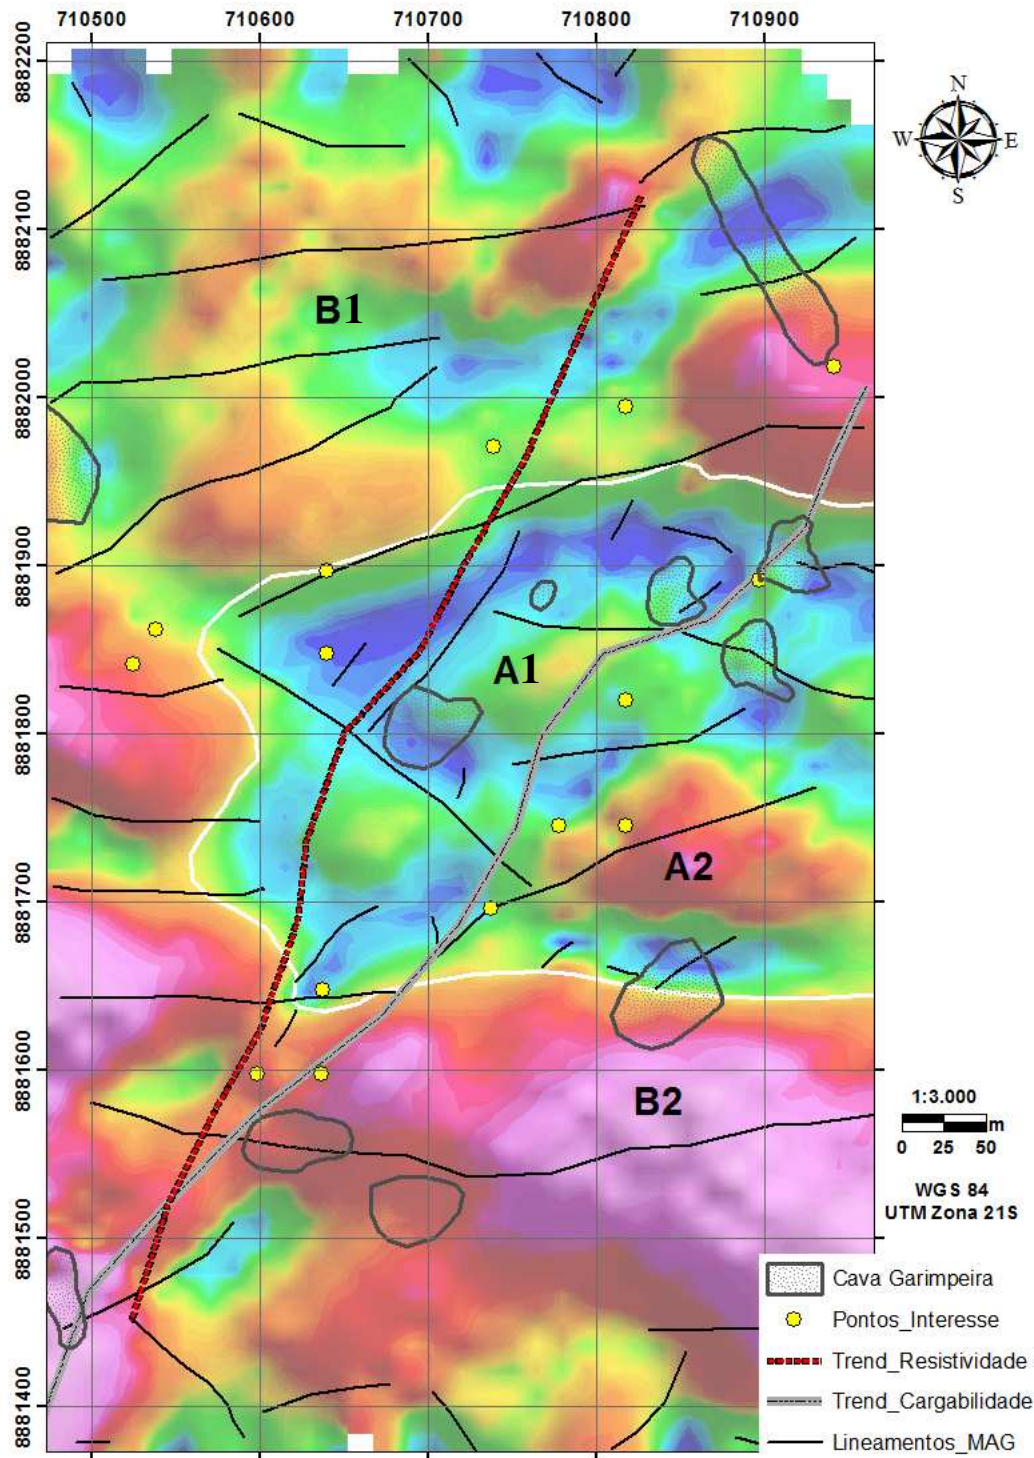 710500 710600 710700 710800 710900
8882200
8882100
8882000
8881900
8881800
8881700
8881600
8881500
8881400
N
W E
S
B1
A1
A2
B2
1:3.000
m
0 25 50
WGS 84
UTM Zona 21S
Cava Garimpeira
Pontos_Interesse
Trend_Resistividade
Trend_Cargabilidade
Lineamentos_MAG